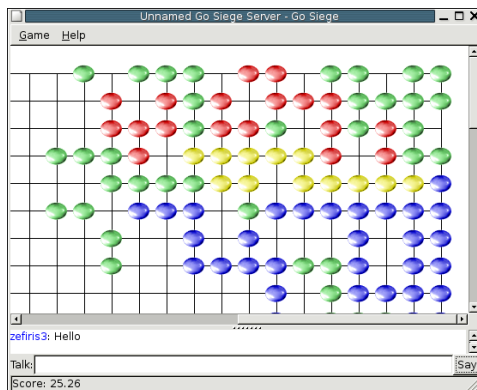 Unnamed Go Siege Server - Go Siege
Game Help
zefiris3: Hello
Talk: Say
Score: 25.26